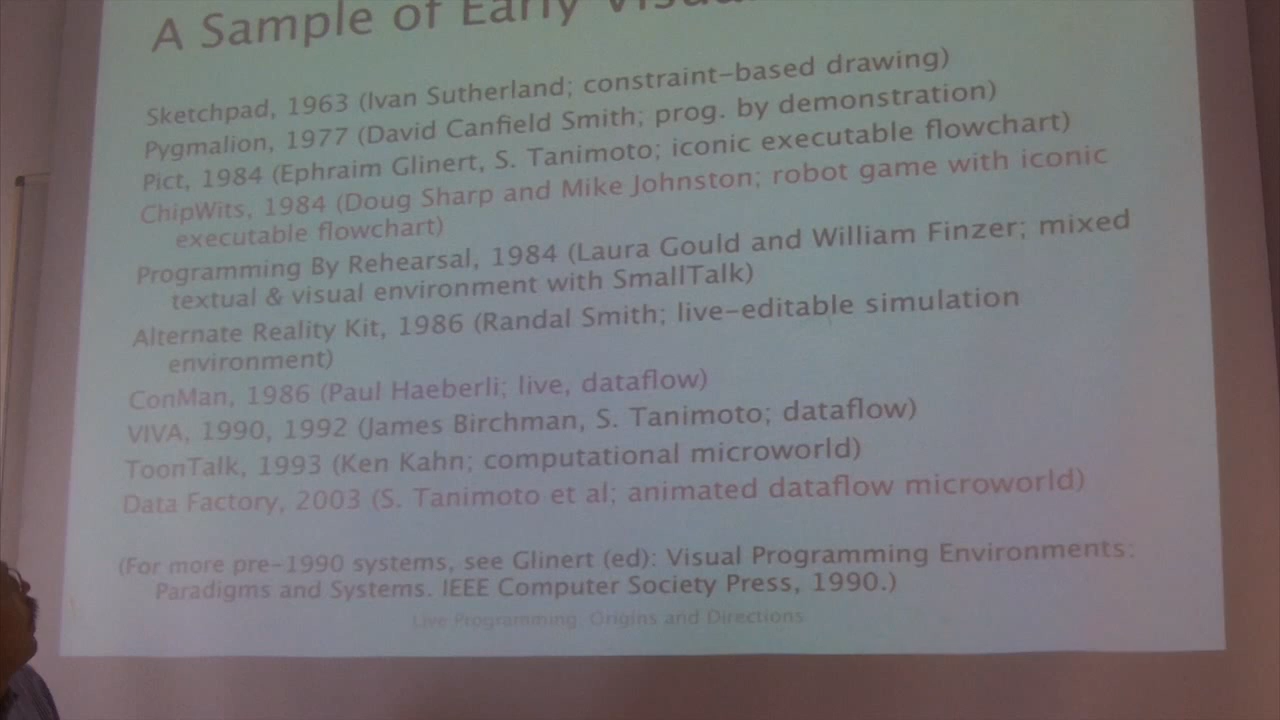 A Sample of Early Visual
Sketchpad, 1963 (Ivan Sutherland; constraint-based drawing)
Pygmalion, 1977 (David Canfield Smith; prog. by demonstration)
Pict, 1984 (Ephraim Glinert, S. Tanimoto; iconic executable flowchart)
ChipWits, 1984 (Doug Sharp and Mike Johnston; robot game with iconic
executable flowchart)
Programming By Rehearsal, 1984 (Laura Gould and William Finzer; mixed
textual & visual environment with SmallTalk)
Alternate Reality Kit, 1986 (Randal Smith; live-editable simulation
environment)
ConMan, 1986 (Paul Haeberli; live, dataflow)
VIVA, 1990, 1992 (James Birchman, S. Tanimoto; dataflow)
ToonTalk, 1993 (Ken Kahn; computational microworld)
Data Factory, 2003 (S. Tanimoto et al; animated dataflow microworld)
(For more pre-1990 systems, see Glinert (ed): Visual Programming Environments:
Paradigms and Systems. IEEE Computer Society Press, 1990.)
Live Programming: Origins and Directions